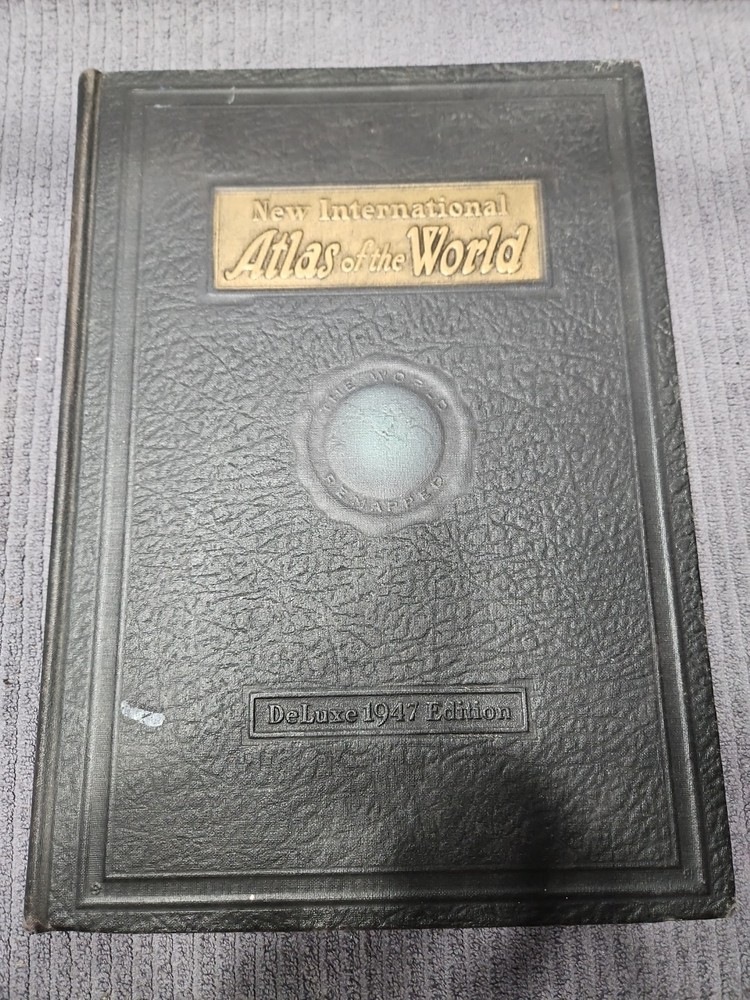 New International
Atlas of the World
THE WORLD
REMAPPED
DeLuxe 1947 Edition